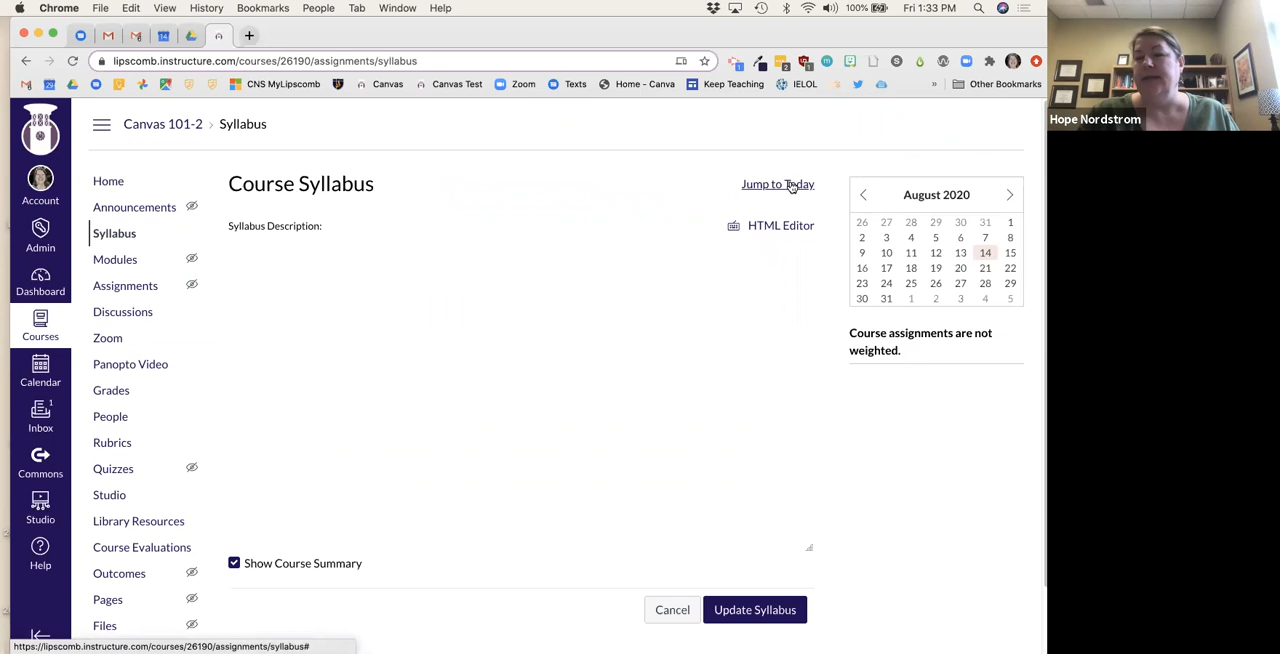 Chrome File Edit View History Bookmarks People Tab Window Help 100% Fri 1:33 PM
lipscomb.instructure.com/courses/26190/assignments/syllabus
CNS MyLipscomb Canvas Canvas Test Zoom Texts Home - Canva Keep Teaching IELOL » Other Bookmarks
Hope Nordstrom
Canvas 101-2 › Syllabus
Account
Admin
Dashboard
Courses
Calendar
1
Inbox
Commons
Studio
Help
Home
Announcements
Syllabus
Modules
Assignments
Discussions
Zoom
Panopto Video
Grades
People
Rubrics
Quizzes
Studio
Library Resources
Course Evaluations
Outcomes
Pages
Files
Course Syllabus
Jump to Today
Syllabus Description:
HTML Editor
Show Course Summary
Cancel
Update Syllabus
August 2020
26 27 28 29 30 31 1
2 3 4 5 6 7 8
9 10 11 12 13 14 15
16 17 18 19 20 21 22
23 24 25 26 27 28 29
30 31 1 2 3 4 5
Course assignments are not
weighted.
https://lipscomb.instructure.com/courses/26190/assignments/syllabus#